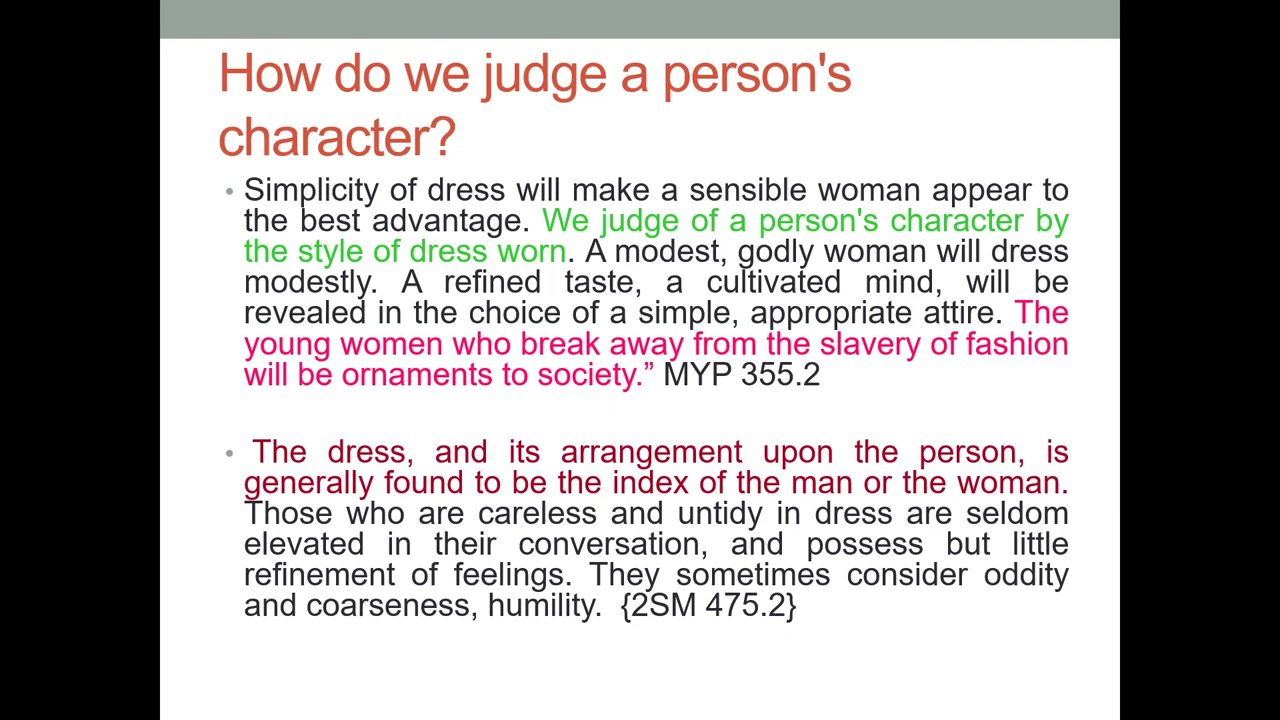 How do we judge a person's
character?
• Simplicity of dress will make a sensible woman appear to
the best advantage. We judge of a person's character by
the style of dress worn. A modest, godly woman will dress
modestly. A refined taste, a cultivated mind, will be
revealed in the choice of a simple, appropriate attire. The
young women who break away from the slavery of fashion
will be ornaments to society.” MYP 355.2
• The dress, and its arrangement upon the person, is
generally found to be the index of the man or the woman.
Those who are careless and untidy in dress are seldom
elevated in their conversation, and possess but little
refinement of feelings. They sometimes consider oddity
and coarseness, humility. {2SM 475.2}